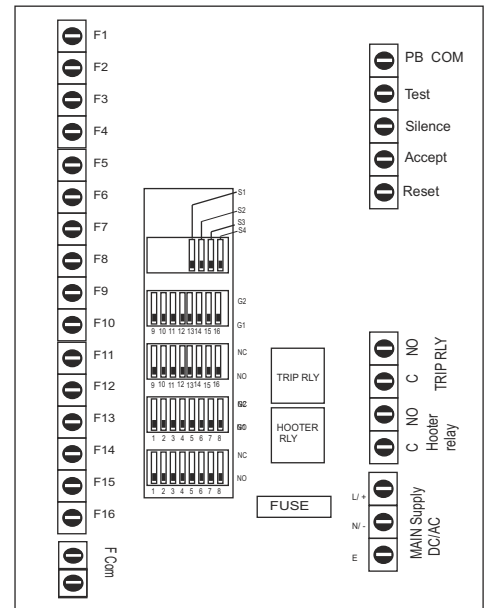 F1
F2
F3
F4
F5
F6
F7
F8
F9
F10
F11
F12
F13
F14
F15
F16
F Com
S1
S2
S3
S4
G2
G1
9 10 11 12 13 14 15 16
NC
NO
9 10 11 12 13 14 15 16
1 2 3 4 5 6 7 8
NC
NO
1 2 3 4 5 6 7 8
TRIP RLY
HOOTER
RLY
FUSE
PB COM
Test
Silence
Accept
Reset
NO
C
TRIP RLY
NO
C
Hooter
relay
L/ +
N/ -
E
MAIN Supply
DC/AC